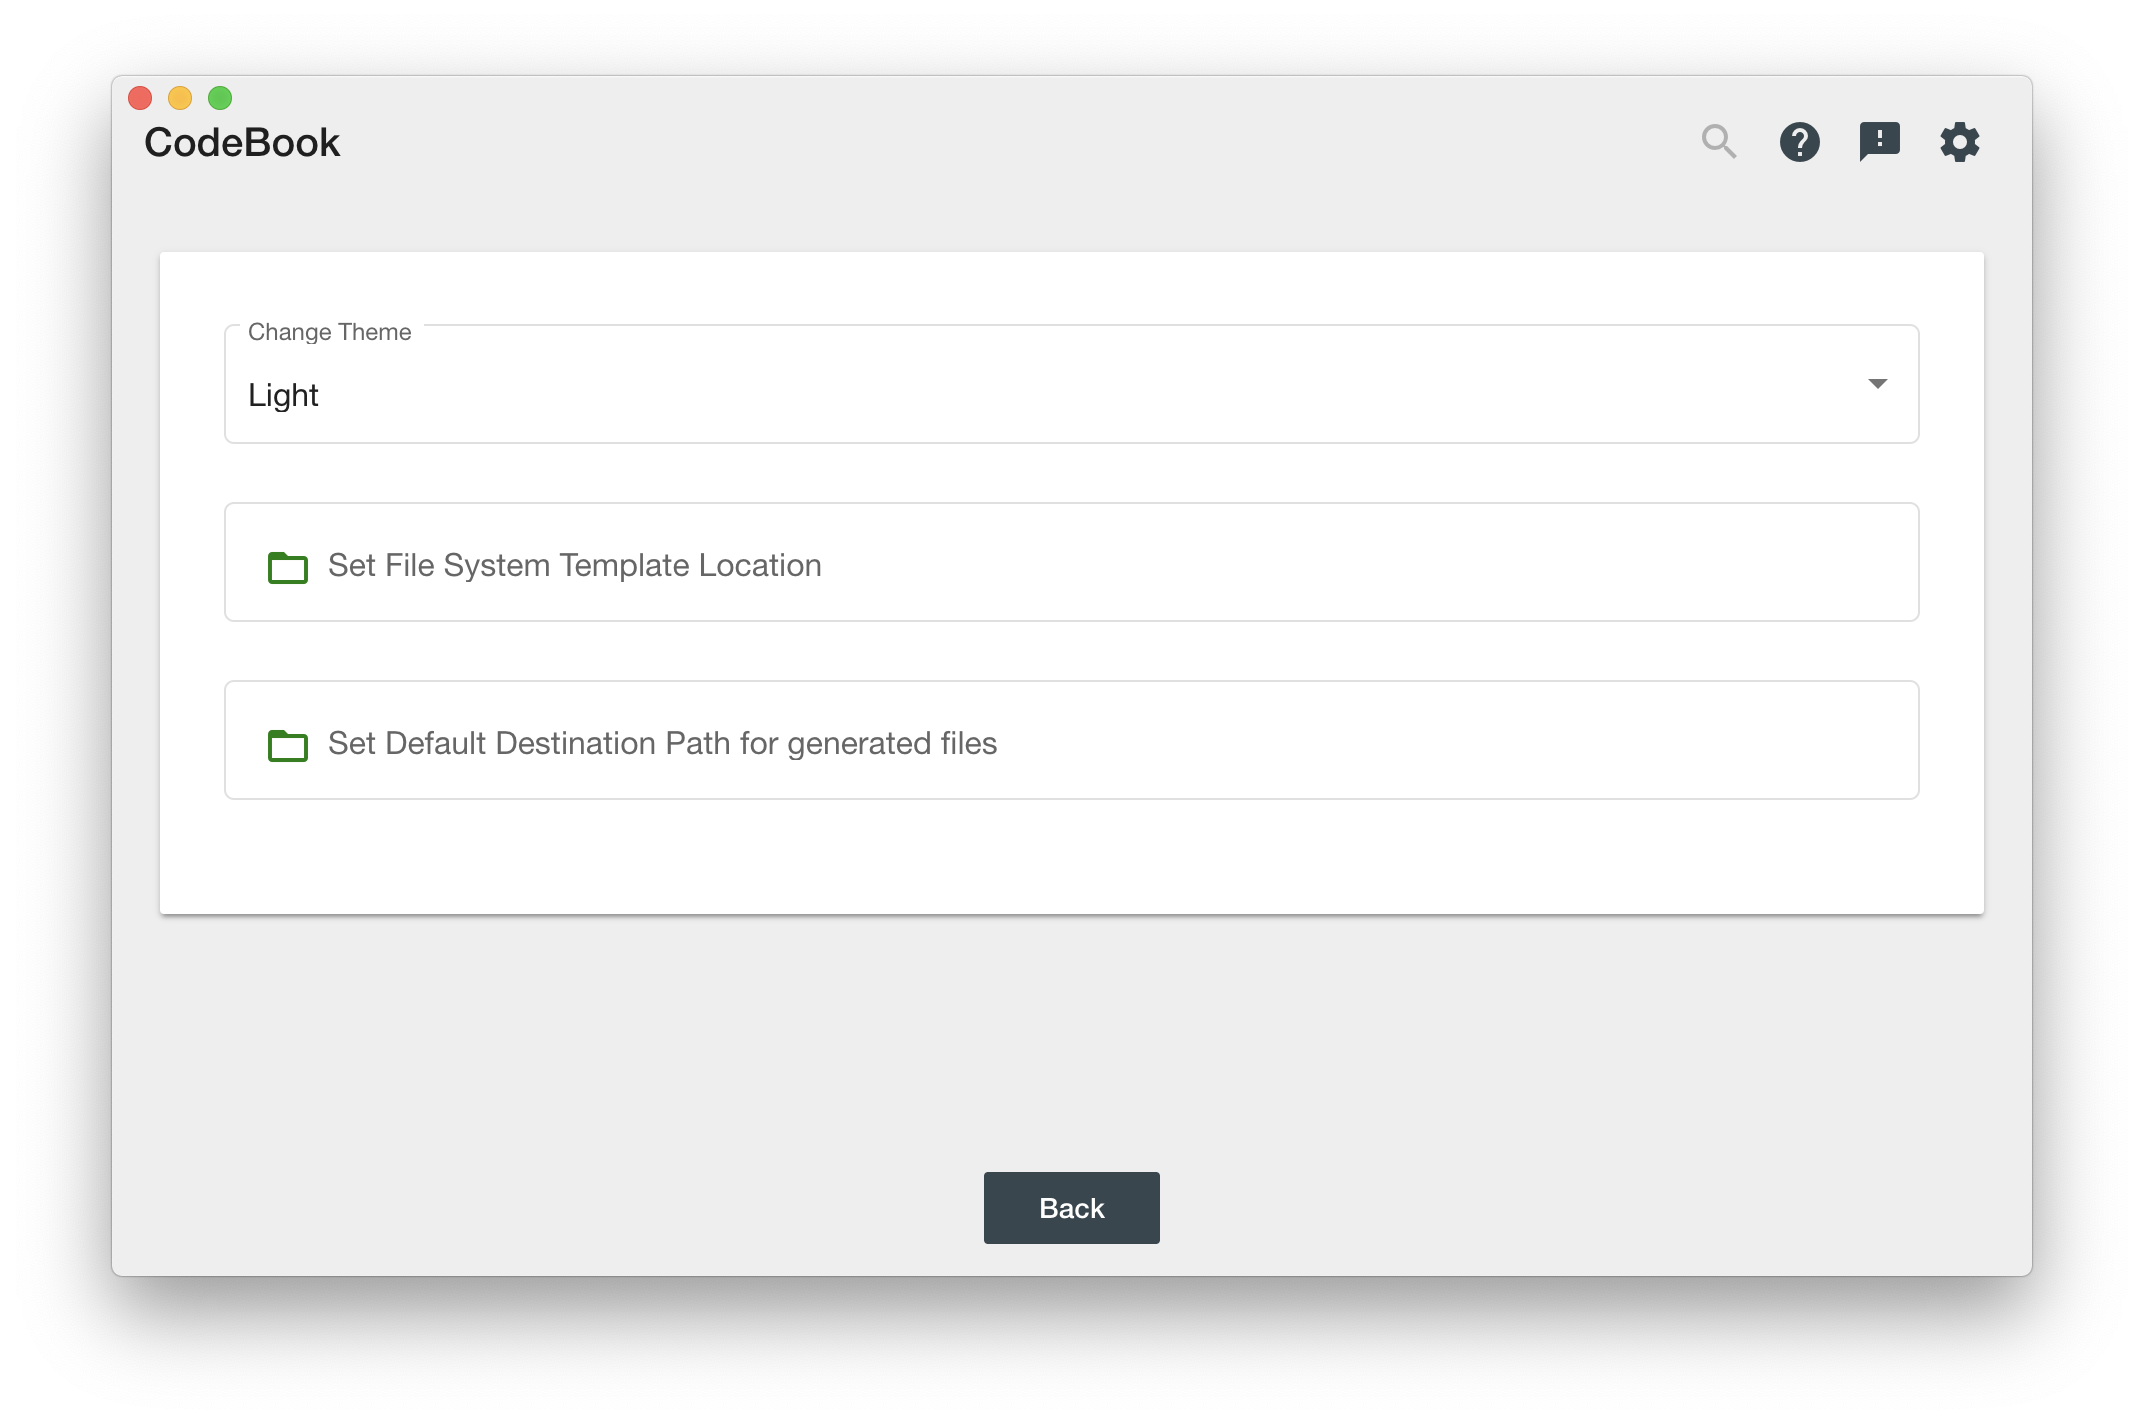 CodeBook
Change Theme
Light
Set File System Template Location
Set Default Destination Path for generated files
Back